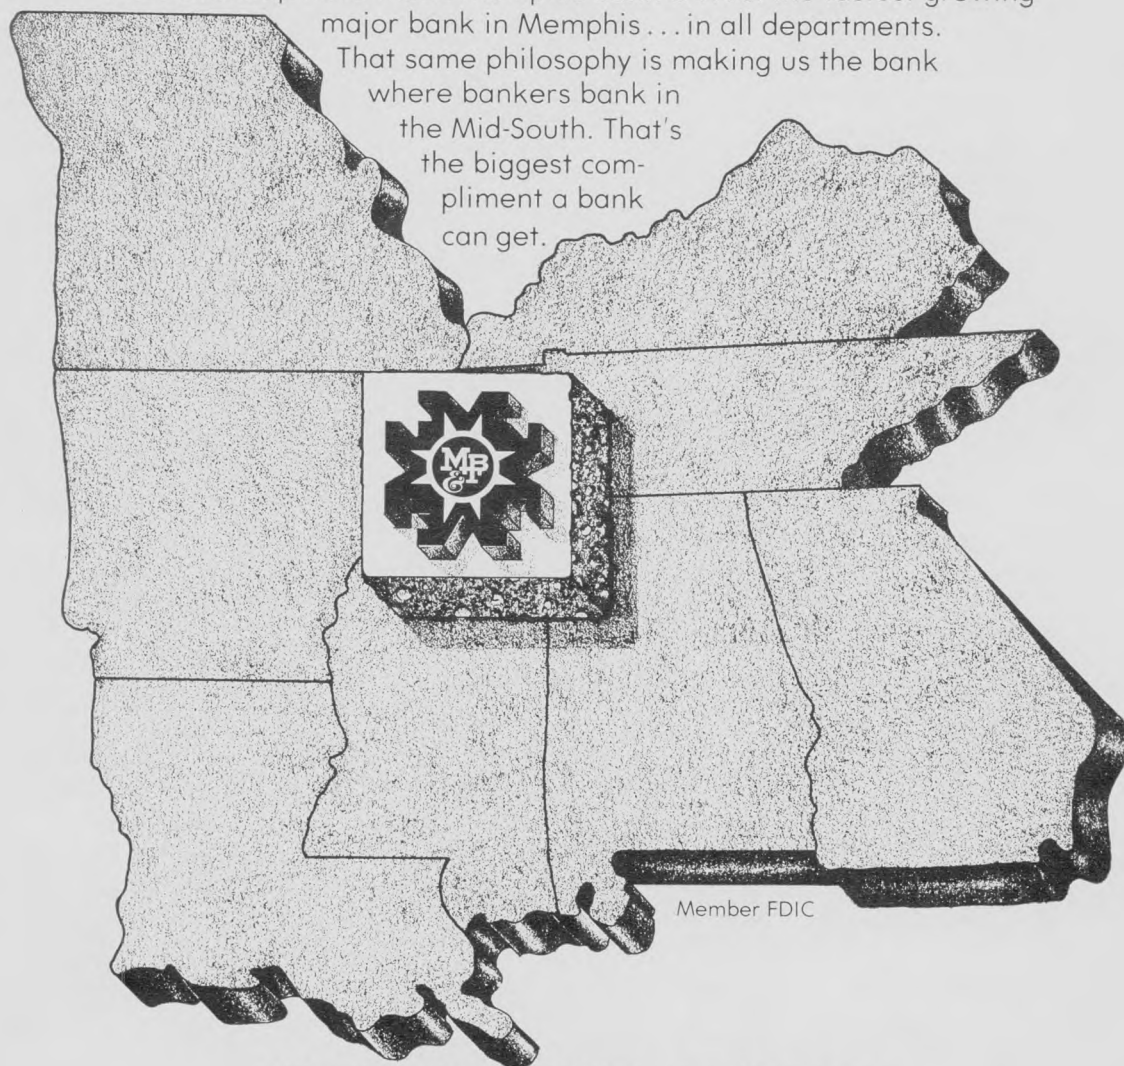 growing
major bank in Memphis... in all departments.
That same philosophy is making us the bank
where bankers bank in
the Mid-South. That's
the biggest com-
pliment a bank
can get.
MB
&T
Member FDIC